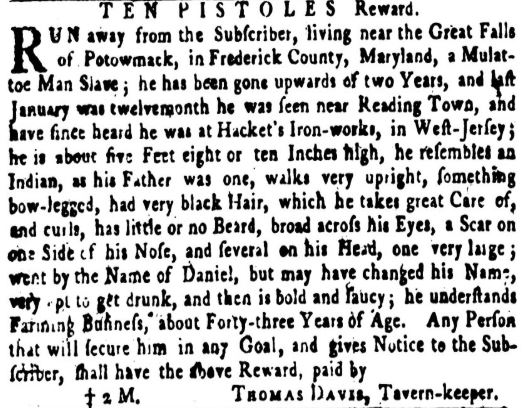 TEN PISTOLES Reward.
RUN away from the Subſcriber, living near the Great Falls
of Potowmack, in Frederick County, Maryland, a Mulat-
toe Man Slave; he has been gone upwards of two Years, and laſt
January was twelvemonth he was ſeen near Reading Town, and
have ſince heard he was at Hacket's Iron-works, in Weſt-Jerſey;
he is about five Feet eight or ten Inches high, he reſembles an
Indian, as his Father was one, walks very upright, ſomething
bow-legged, had very black Hair, which he takes great Care of,
and curls, has little or no Beard, broad acroſs his Eyes, a Scar on
one Side of his Noſe, and ſeveral on his Head, one very large;
went by the Name of Daniel, but may have changed his Name,
very apt to get drunk, and then is bold and ſaucy; he underſtands
Farming Buſineſs, about Forty-three Years of Age. Any Perſon
that will ſecure him in any Goal, and gives Notice to the Sub-
ſcriber, ſhall have the above Reward, paid by
† 2 M. THOMAS DAVIS, Tavern-keeper.